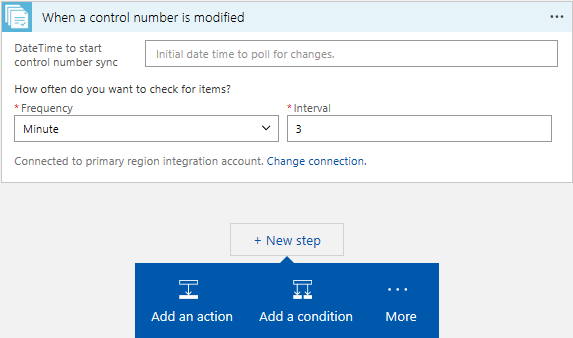 When a control number is modified
...
DateTime to start
control number sync
Initial date time to poll for changes.
How often do you want to check for items?
* Frequency
* Interval
Minute
3
Connected to primary region integration account. Change connection.
+ New step
Add an action
Add a condition
More